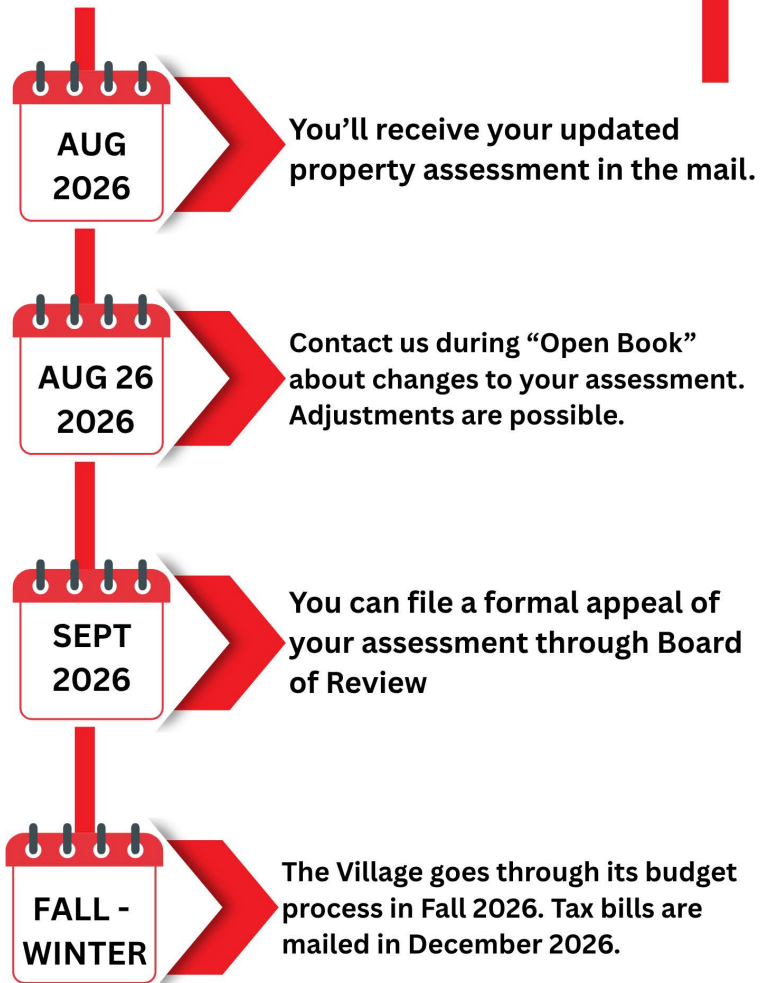 AUG
2026
You’ll receive your updated
property assessment in the mail.
AUG 26
2026
Contact us during “Open Book”
about changes to your assessment.
Adjustments are possible.
SEPT
2026
You can file a formal appeal of
your assessment through Board
of Review
FALL -
WINTER
The Village goes through its budget
process in Fall 2026. Tax bills are
mailed in December 2026.